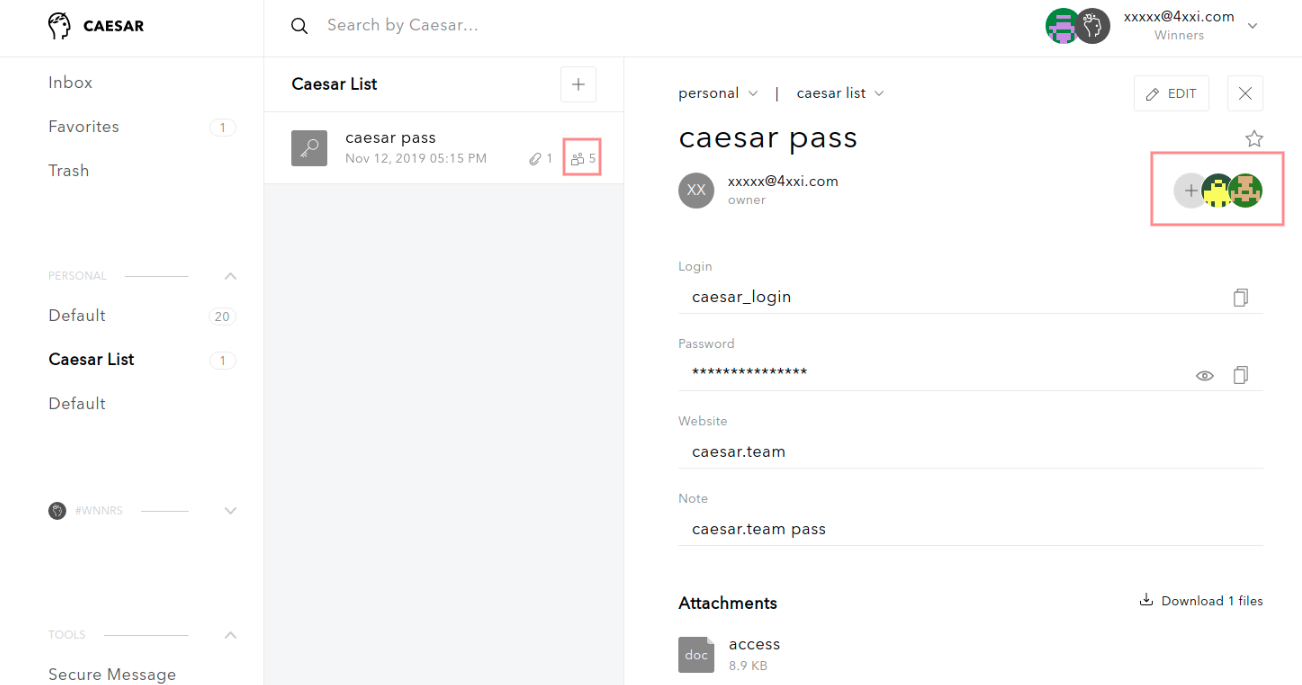 CAESAR
Search by Caesar...
xxxxx@4xxi.com
Winners
Inbox
Favorites 1
Trash
PERSONAL
Default 20
Caesar List 1
Default
#WNNRS
TOOLS
Secure Message
Caesar List
caesar pass
Nov 12, 2019 05:15 PM 1 5
personal | caesar list
EDIT
caesar pass
XX
xxxxx@4xxi.com
owner
Login
caesar_login
Password
***************
Website
caesar.team
Note
caesar.team pass
Attachments
Download 1 files
doc
access
8.9 KB